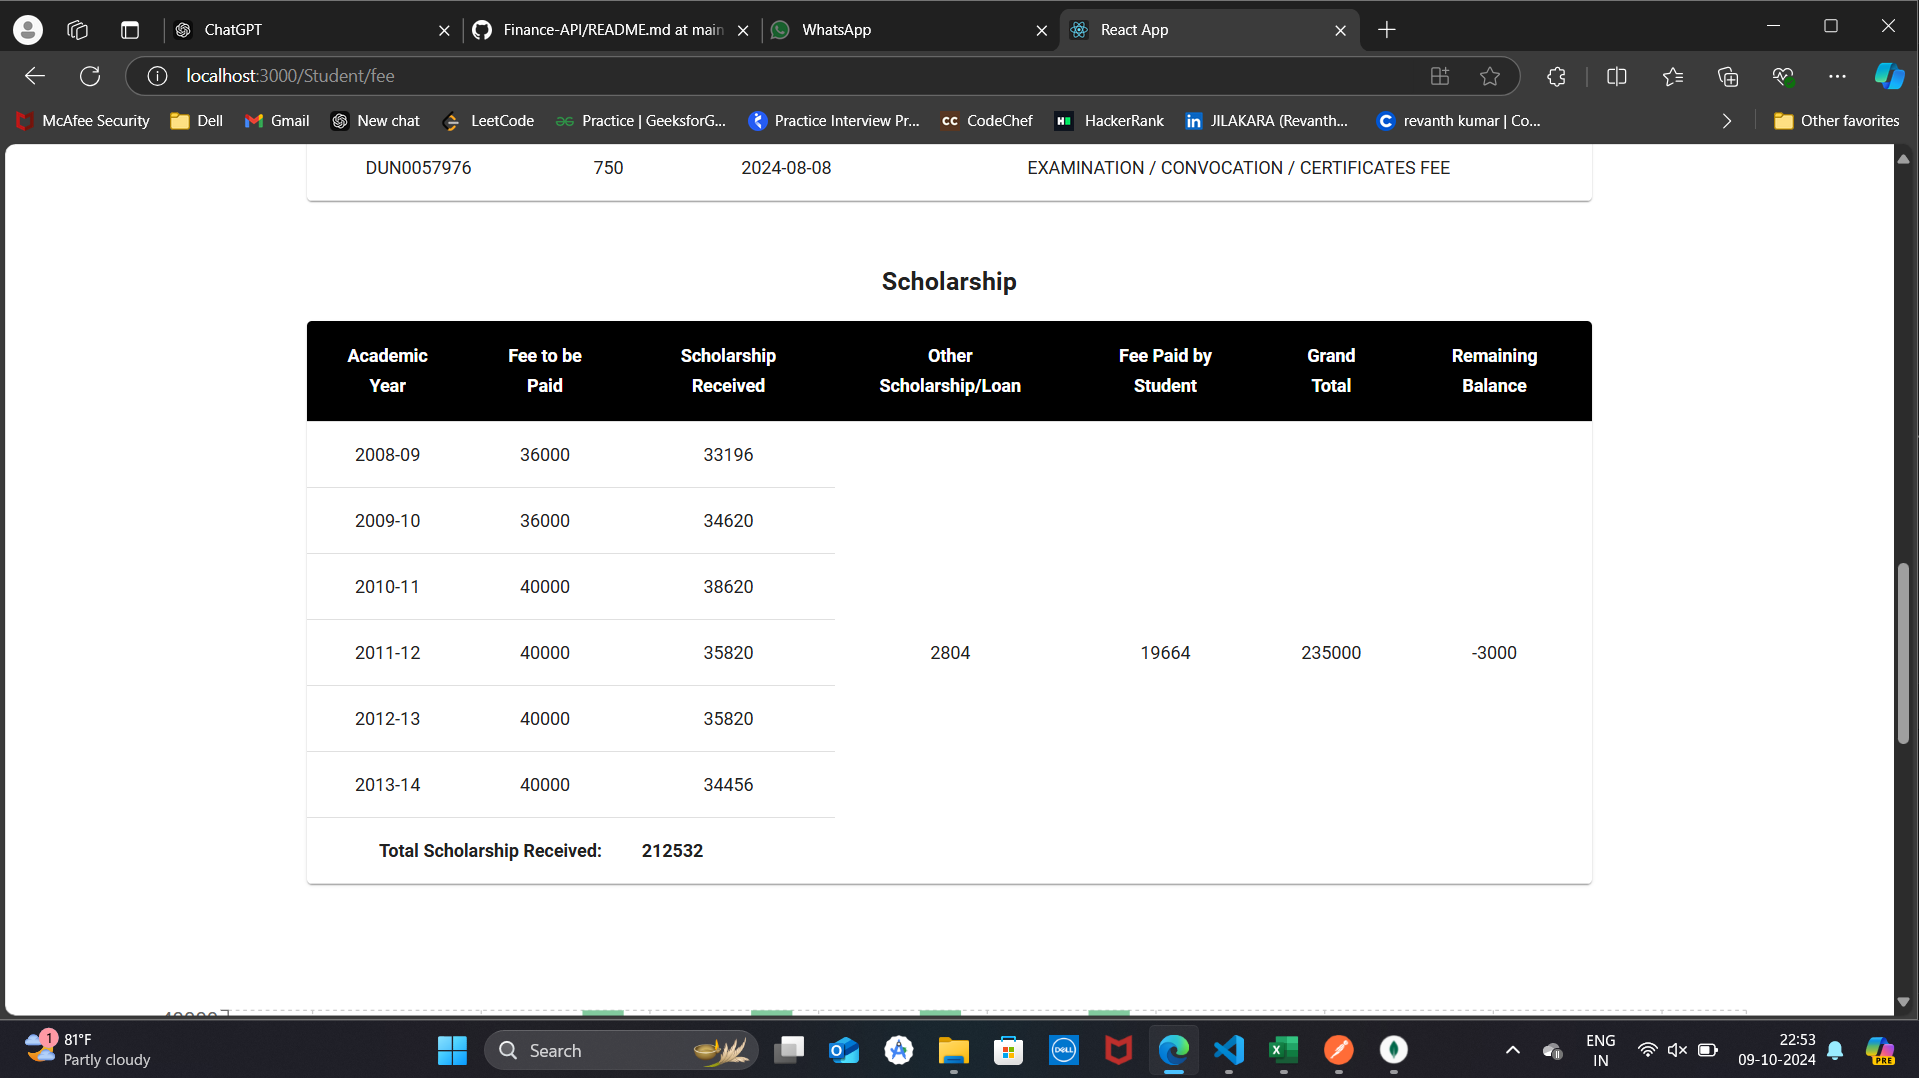 ChatGPT
Finance-API/README.md at main
WhatsApp
React App
localhost:3000/Student/fee
McAfee Security
Dell
Gmail
New chat
LeetCode
Practice | GeeksforG...
Practice Interview Pr...
CC CodeChef
H HackerRank
in JILAKARA (Revanth...
C revanth kumar | Co...
Other favorites
DUN0057976 750 2024-08-08 EXAMINATION / CONVOCATION / CERTIFICATES FEE
Scholarship
Academic Year Fee to be Paid Scholarship Received Other Scholarship/Loan Fee Paid by Student Grand Total Remaining Balance
2008-09 36000 33196
2009-10 36000 34620
2010-11 40000 38620
2011-12 40000 35820 2804 19664 235000 -3000
2012-13 40000 35820
2013-14 40000 34456
Total Scholarship Received: 212532
1
81°F
Partly cloudy
Search
DELL
ENG
IN
22:53
09-10-2024
PRE